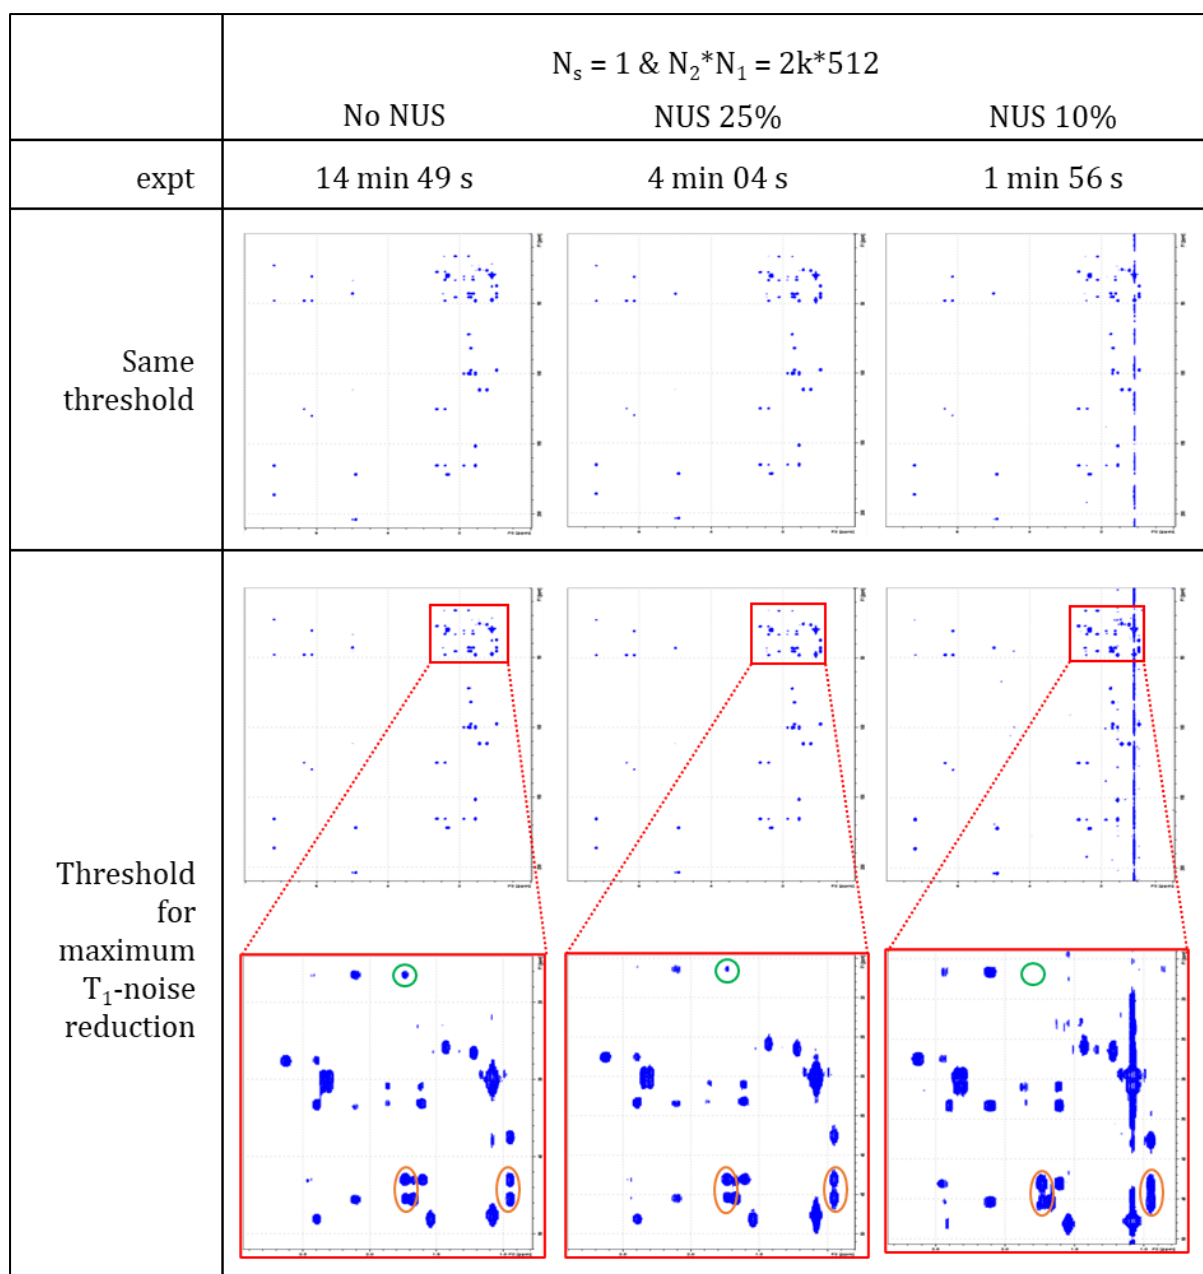 Nₛ = 1 & N₂*N₁ = 2k*512
No NUS NUS 25% NUS 10%
expt 14 min 49 s 4 min 04 s 1 min 56 s
Same
threshold
Threshold
for
maximum
T₁-noise
reduction